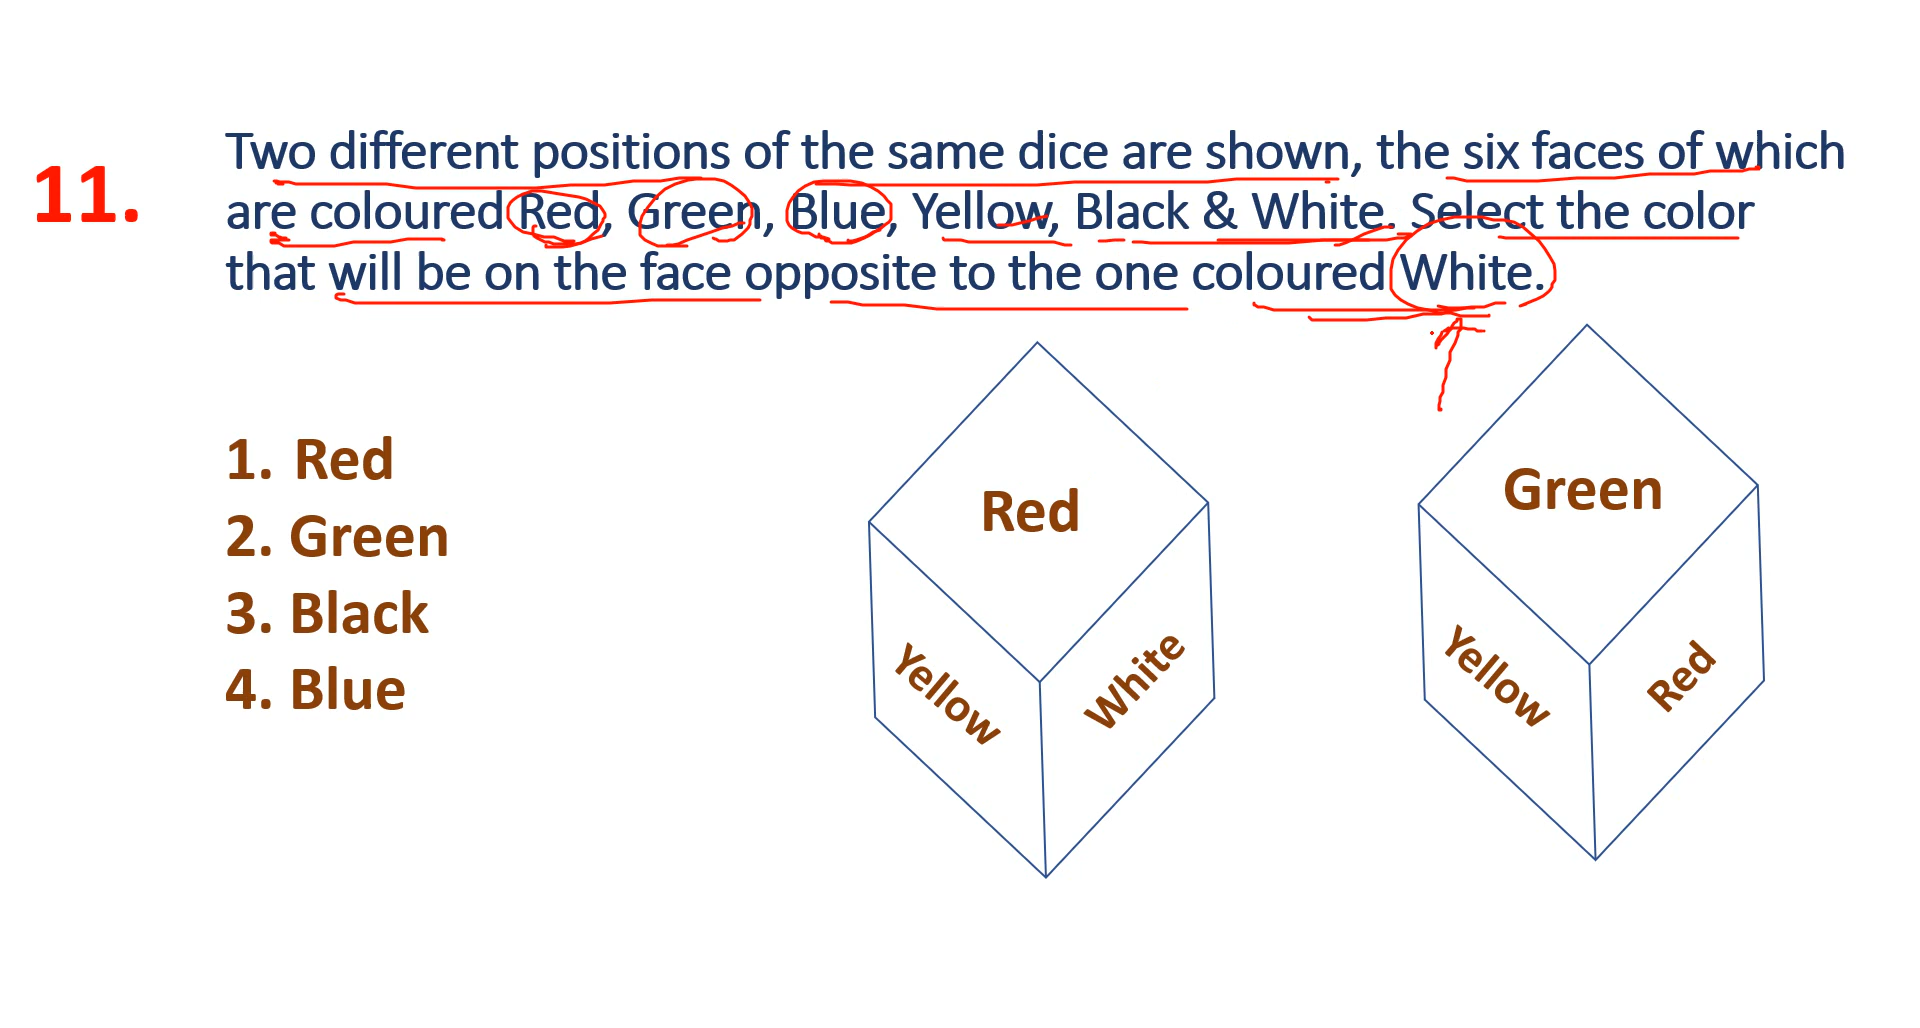 11.
Two different positions of the same dice are shown, the six faces of which
are coloured Red, Green, Blue, Yellow, Black & White. Select the color
that will be on the face opposite to the one coloured White.
1. Red
2. Green
3. Black
4. Blue
Red
Yellow
White
Green
Yellow
Red